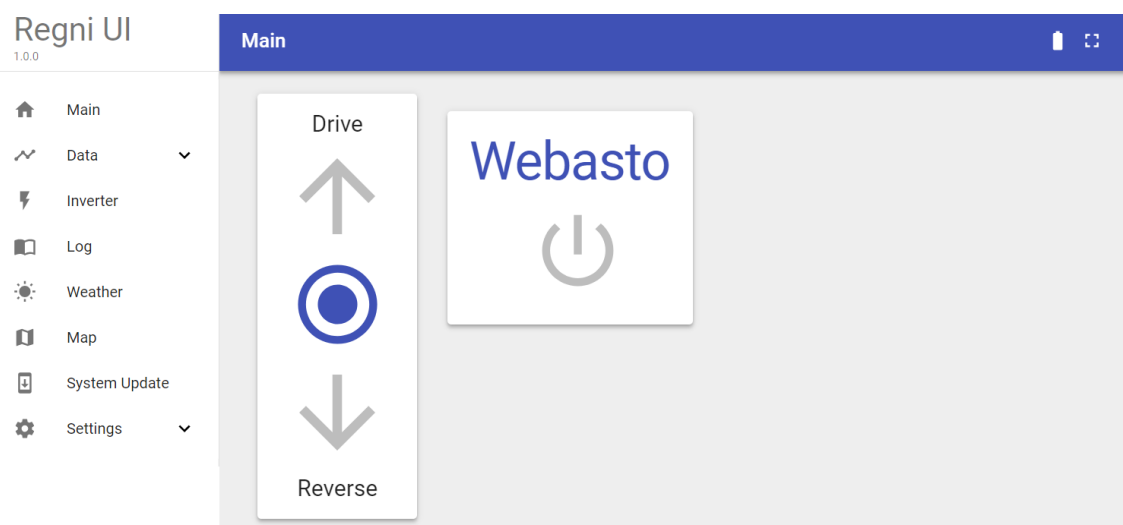 Regni UI
1.0.0
Main
Data
Inverter
Log
Weather
Map
System Update
Settings
Main
Drive
Reverse
Webasto